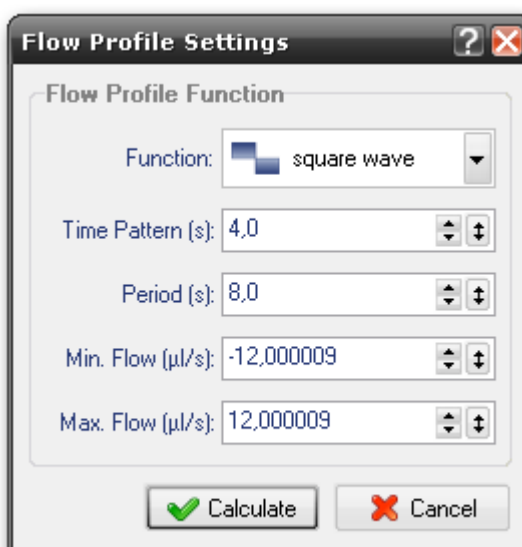 Flow Profile Settings
Flow Profile Function
Function: square wave
Time Pattern (s): 4,0
Period (s): 8,0
Min. Flow (µl/s): -12,000009
Max. Flow (µl/s): 12,000009
Calculate Cancel